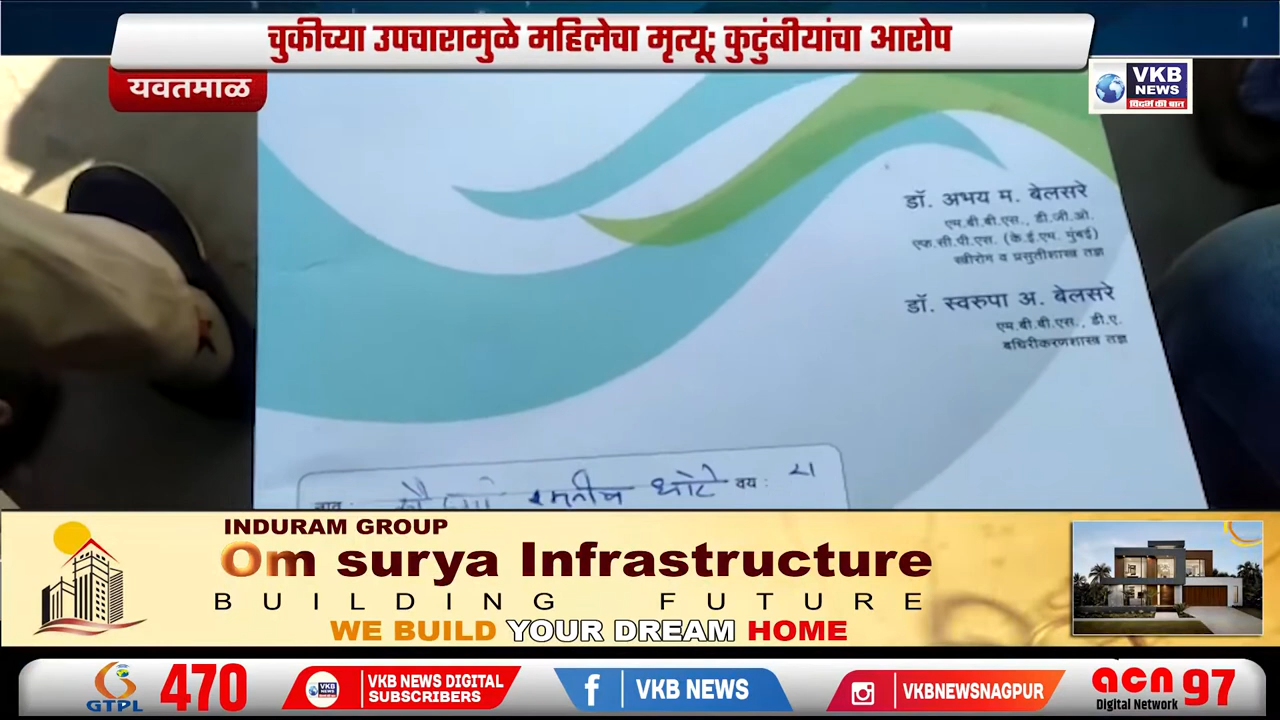 चुकीच्या उपचारामुळे महिलेचा मृत्यू; कुटुंबीयांचा आरोप
यवतमाळ
VKB
NEWS
विदर्भ की बात
डॉ. अभय म. बेलसरे
एम.बी.बी.एस., डी.जी.ओ.
एफ.सी.पी.एस. (के.ई.एम. मुंबई)
स्त्रीरोग व प्रसुतीशास्त्र तज्ञ
डॉ. स्वरुपा अ. बेलसरे
एम.बी.बी.एस., डी.ए.
बधिरीकरणशास्त्र तज्ञ
नाव : थोटे वय :
INDURAM GROUP
Om surya Infrastructure
BUILDING FUTURE
WE BUILD YOUR DREAM HOME
GTPL 470
VKB NEWS DIGITAL
SUBSCRIBERS
VKB NEWS
VKBNEWSNAGPUR
acn 97
Digital Network